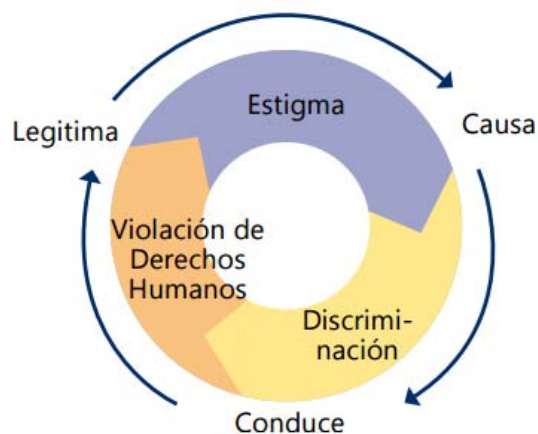 Estigma
Legitima
Causa
Violación de
Derechos
Humanos
Discrimi-
nación
Conduce